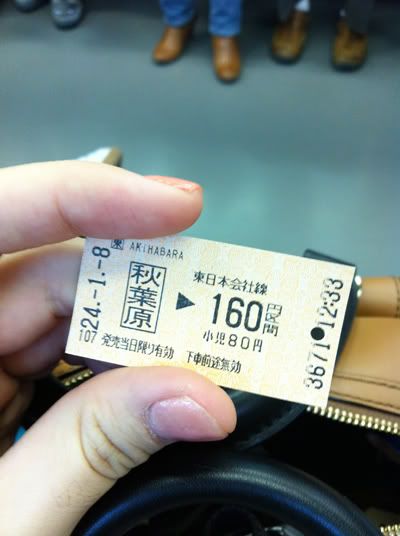 東 AKIHABARA
秋葉原
▶
東日本会社線
160円区間
小児80円
24.-1.-8
107 発売当日限り有効 下車前途無効
3671 ● 12:33